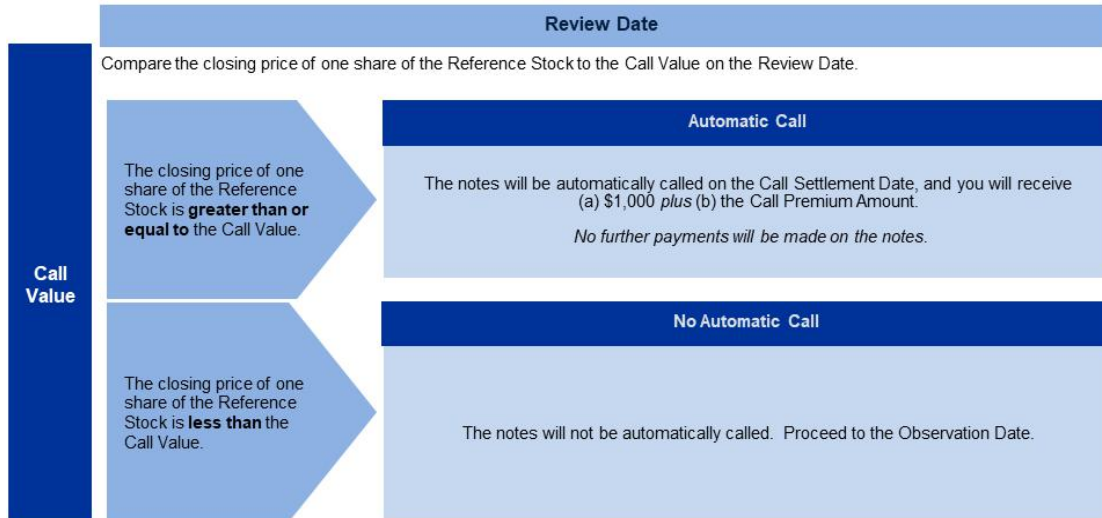 Review Date
Compare the closing price of one share of the Reference Stock to the Call Value on the Review Date.
Call
Value
The closing price of one
share of the Reference
Stock is greater than or
equal to the Call Value.
Automatic Call
The notes will be automatically called on the Call Settlement Date, and you will receive
(a) $1,000 plus (b) the Call Premium Amount.
No further payments will be made on the notes.
The closing price of one
share of the Reference
Stock is less than the
Call Value.
No Automatic Call
The notes will not be automatically called. Proceed to the Observation Date.